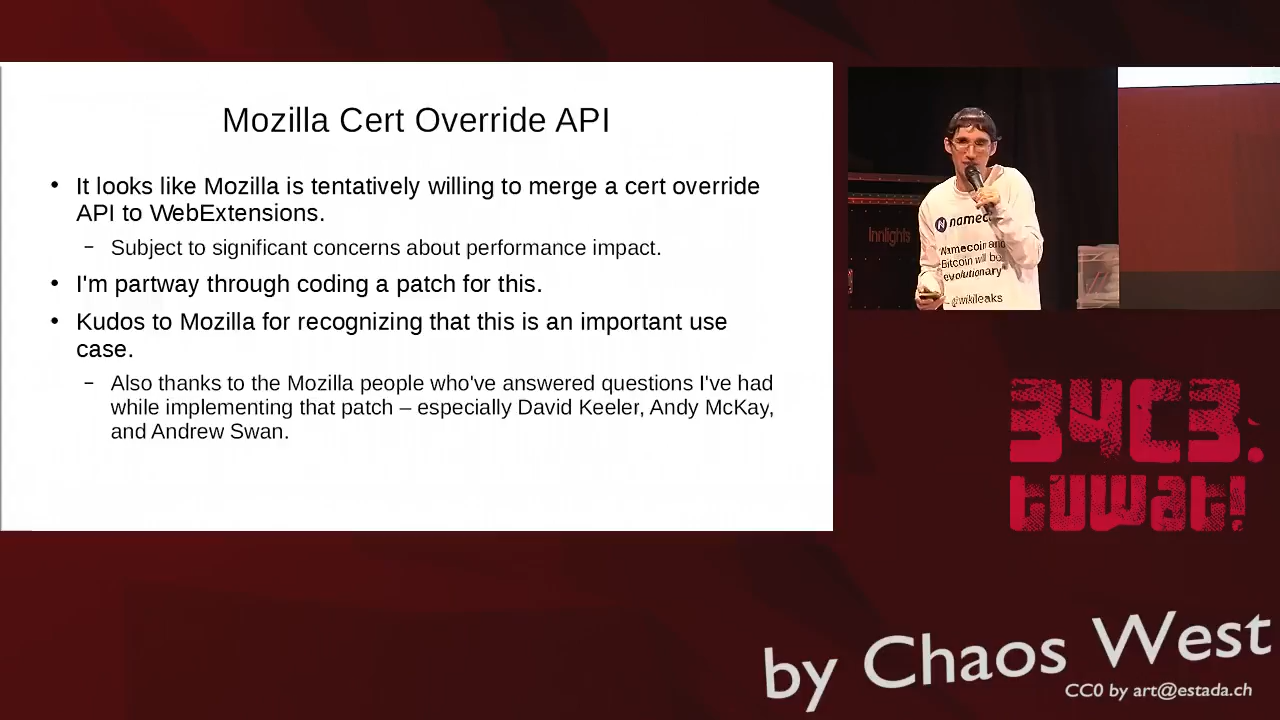 Mozilla Cert Override API
• It looks like Mozilla is tentatively willing to merge a cert override
API to WebExtensions.
– Subject to significant concerns about performance impact.
• I'm partway through coding a patch for this.
• Kudos to Mozilla for recognizing that this is an important use
case.
– Also thanks to the Mozilla people who've answered questions I've had
while implementing that patch – especially David Keeler, Andy McKay,
and Andrew Swan.
Innlights
N namec
"Namecoin and
Bitcoin will be
evolutionary"
- @wikileaks
34C3:
tuwat!
by Chaos West
CC0 by art@estada.ch